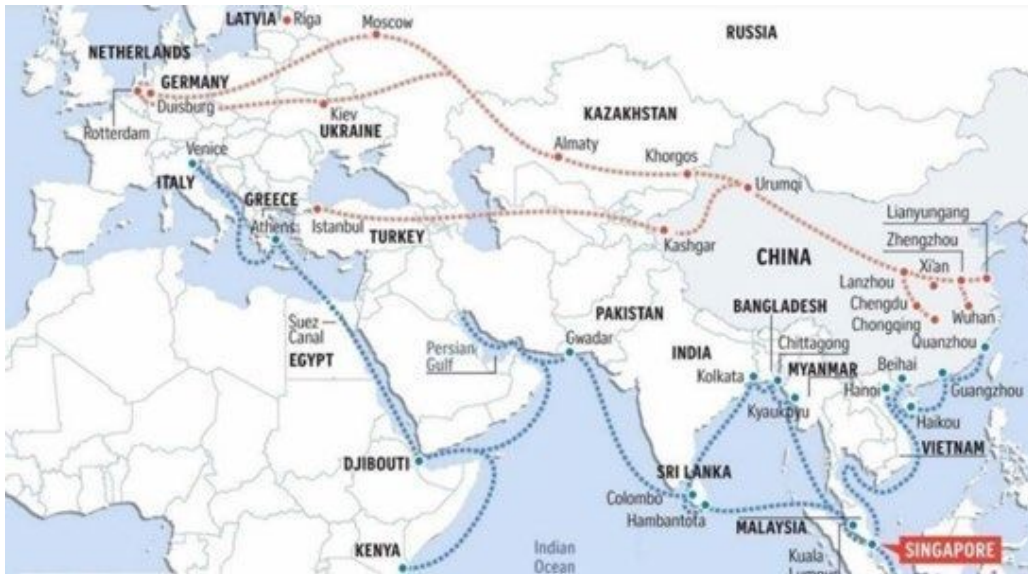 LATVIA
Riga
Moscow
RUSSIA
NETHERLANDS
GERMANY
Duisburg
KAZAKHSTAN
Kiev
UKRAINE
Rotterdam
Venice
Almaty
Khorgos
ITALY
Urumqi
GREECE
Athens
Istanbul
TURKEY
Kashgar
Lianyungang
Zhengzhou
CHINA
Xi'an
Lanzhou
Chengdu
Chongqing
Wuhan
BANGLADESH
PAKISTAN
Suez
Canal
EGYPT
Persian
Gulf
Gwadar
Chittagong
Quanzhou
INDIA
MYANMAR
Beihai
Kolkata
Hanoi
Guangzhou
Kyaukpyu
Haikou
VIETNAM
DJIBOUTI
SRI LANKA
Colombo
Hambantota
MALAYSIA
KENYA
Indian
Ocean
Kuala
Lumpur
SINGAPORE